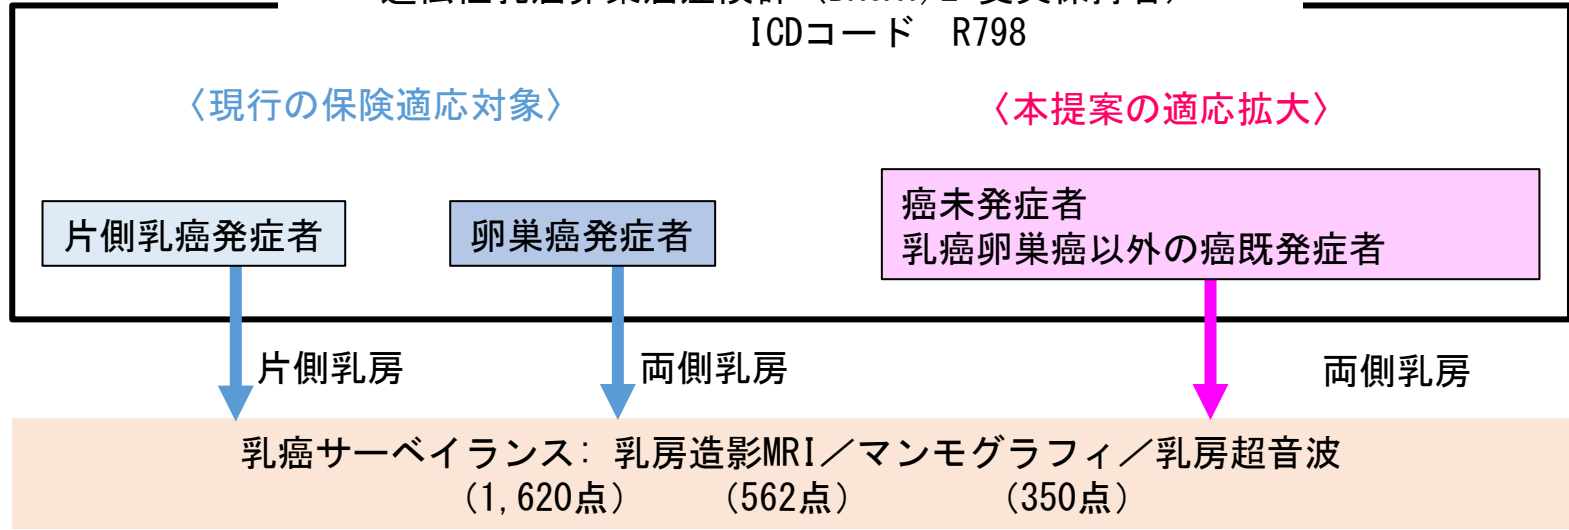 ICDコード R798
〈現行の保険適応対象〉
〈本提案の適応拡大〉
片側乳癌発症者
卵巣癌発症者
癌未発症者
乳癌卵巣癌以外の癌既発症者
片側乳房
両側乳房
両側乳房
乳癌サーベイランス：乳房造影MRI／マンモグラフィ／乳房超音波
（1,620点） （562点） （350点）